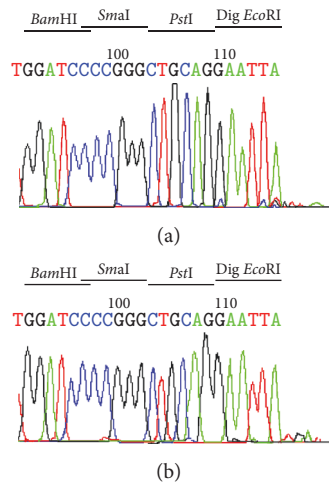 BamHI SmaI PstI Dig EcoRI
100 110
TGGATCCCCGGGCTGCAGGAATTA
(a)
BamHI SmaI PstI Dig EcoRI
100 110
TGGATCCCCGGGCTGCAGGAATTA
(b)